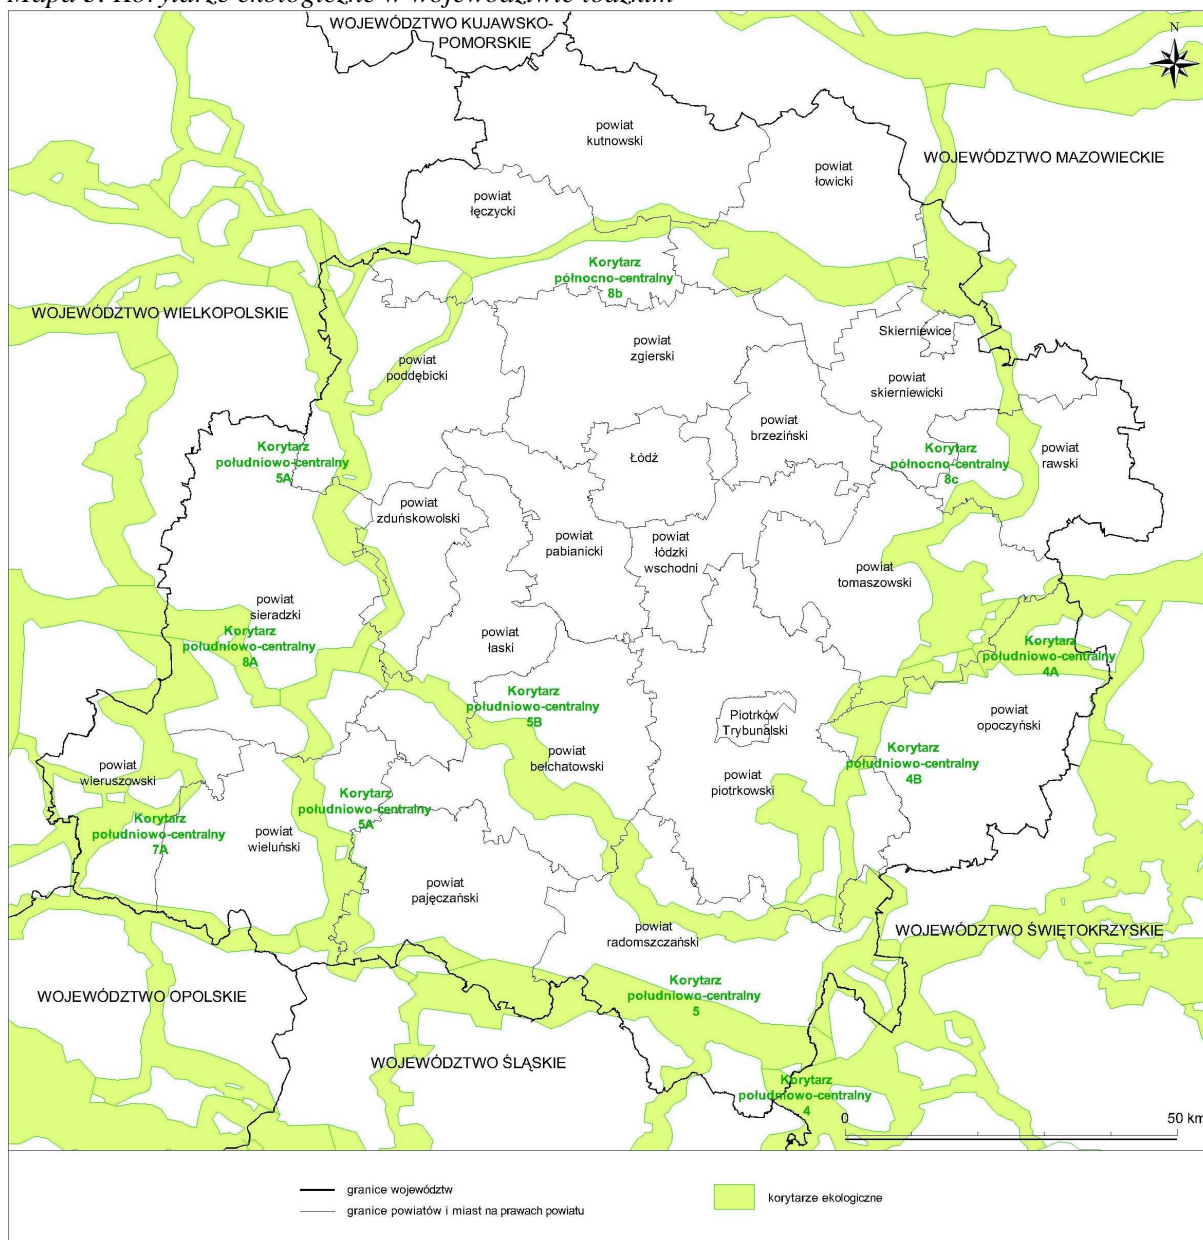 Mapa 5. Korytarze ekologiczne w województwie łódzkim
WOJEWÓDZTWO KUJAWSKO-
POMORSKIE
N
powiat
kutnowski
WOJEWÓDZTWO MAZOWIECKIE
powiat
łowicki
powiat
łęczycki
Korytarz
północno-centralny
8b
WOJEWÓDZTWO WIELKOPOLSKIE
Skierniewice
powiat
zgierski
powiat
poddębicki
powiat
skierniewicki
powiat
brzeziński
Korytarz
południowo-centralny
5A
Łódź
Korytarz
północno-centralny
8c
powiat
rawski
powiat
zduńskowolski
powiat
pabianicki
powiat
łódzki
wschodni
powiat
tomaszowski
powiat
sieradzki
Korytarz
południowo-centralny
8A
powiat
łaski
Korytarz
południowo-centralny
4A
Korytarz
południowo-centralny
5B
Piotrków
Trybunalski
powiat
opoczyński
powiat
wieruszowski
powiat
bełchatowski
Korytarz
południowo-centralny
4B
powiat
piotrkowski
Korytarz
południowo-centralny
5A
Korytarz
południowo-centralny
7A
powiat
wieluński
powiat
pajęczański
powiat
radomszczański
WOJEWÓDZTWO ŚWIĘTOKRZYSKIE
Korytarz
południowo-centralny
5
WOJEWÓDZTWO OPOLSKIE
WOJEWÓDZTWO ŚLĄSKIE
Korytarz
południowo-centralny
4
0 50 km
granice województw
granice powiatów i miast na prawach powiatu
korytarze ekologiczne